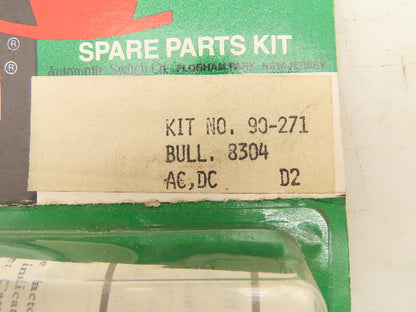 SPARE PARTS KIT
Automatic Switch Co. FLORHAM PARK, NEW JERSEY
®
®
KIT NO. 90-271
BULL. 8304
AC,DC D2